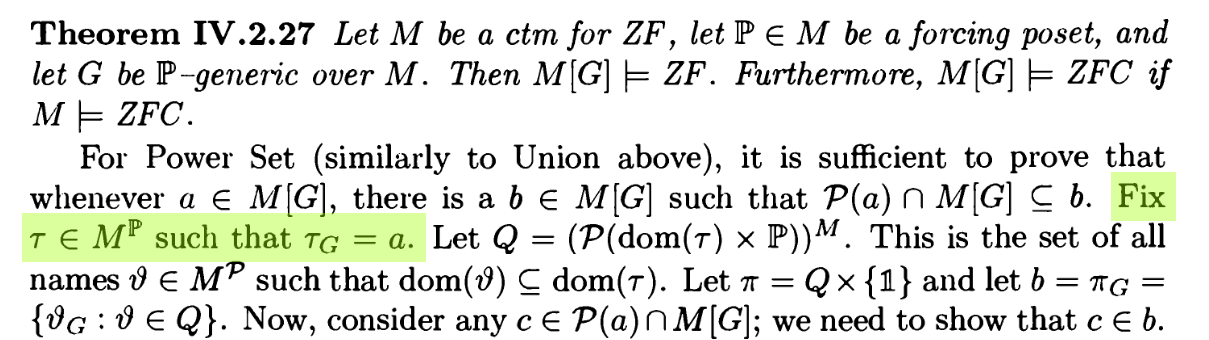 Theorem IV.2.27 Let M be a ctm for ZF, let ℙ ∈ M be a forcing poset, and
let G be ℙ-generic over M. Then M[G] ⊨ ZF. Furthermore, M[G] ⊨ ZFC if
M ⊨ ZFC.
For Power Set (similarly to Union above), it is sufficient to prove that
whenever a ∈ M[G], there is a b ∈ M[G] such that 𝒫(a) ∩ M[G] ⊆ b. Fix
τ ∈ M^ℙ such that τ_G = a. Let Q = (𝒫(dom(τ) × ℙ))^M. This is the set of all
names ϑ ∈ M^𝒫 such that dom(ϑ) ⊆ dom(τ). Let π = Q × {𝟙} and let b = π_G =
{ϑ_G : ϑ ∈ Q}. Now, consider any c ∈ 𝒫(a) ∩ M[G]; we need to show that c ∈ b.